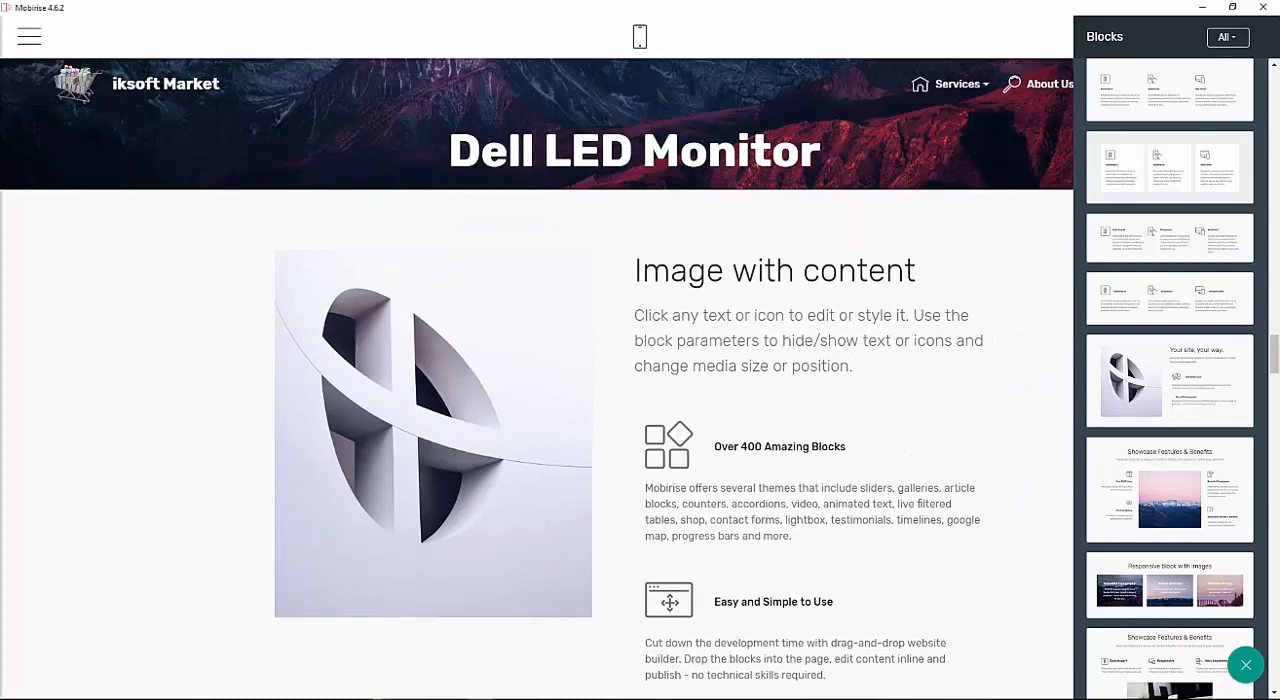 Mobirise 4.6.2
Blocks
All
iksoft Market
Services
About Us
Dell LED Monitor
Image with content
Click any text or icon to edit or style it. Use the
block parameters to hide/show text or icons and
change media size or position.
Over 400 Amazing Blocks
Mobirise offers several themes that include sliders, galleries, article
blocks, counters, accordions, video, animated text, live filtered
tables, shop, contact forms, lightbox, testimonials, timelines, google
map, progress bars and more.
Easy and Simple to Use
Cut down the development time with drag-and-drop website
builder. Drop the blocks into the page, edit content inline and
publish - no technical skills required.
Your site, your way.
Showcase Features & Benefits
Responsive block with images
Showcase Features & Benefits